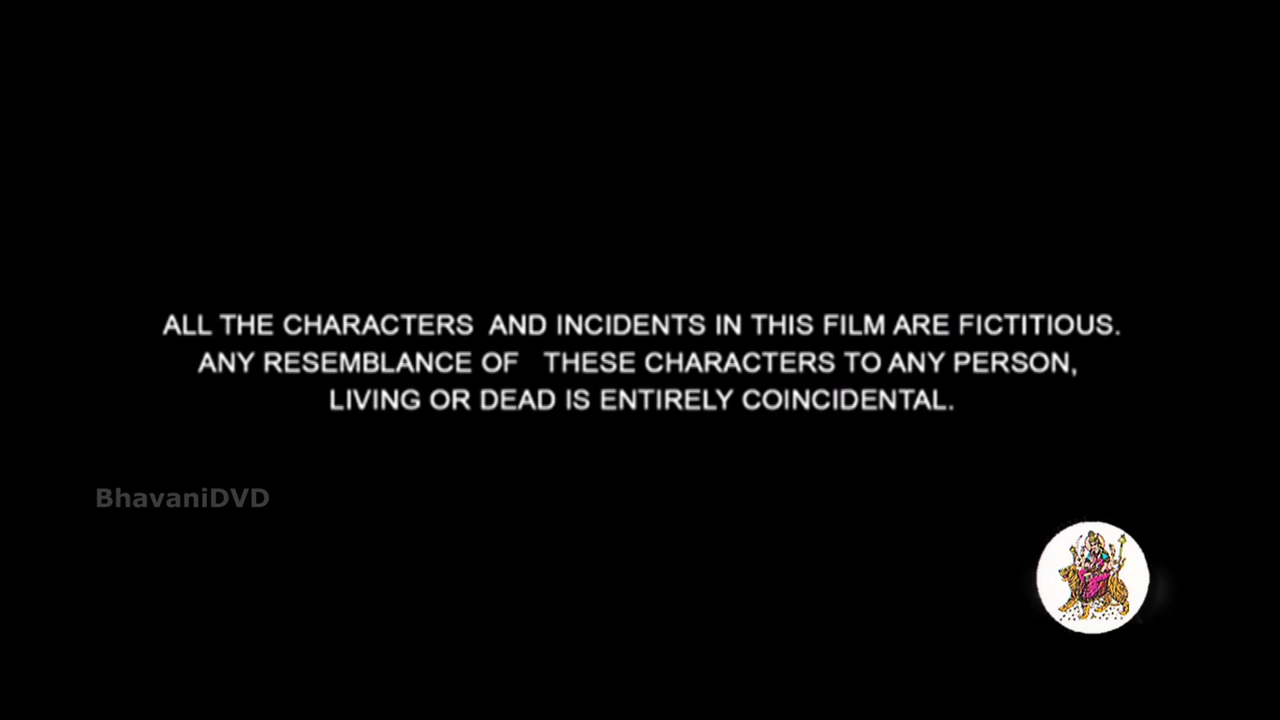 ALL THE CHARACTERS AND INCIDENTS IN THIS FILM ARE FICTITIOUS.
ANY RESEMBLANCE OF THESE CHARACTERS TO ANY PERSON,
LIVING OR DEAD IS ENTIRELY COINCIDENTAL.
BhavaniDVD